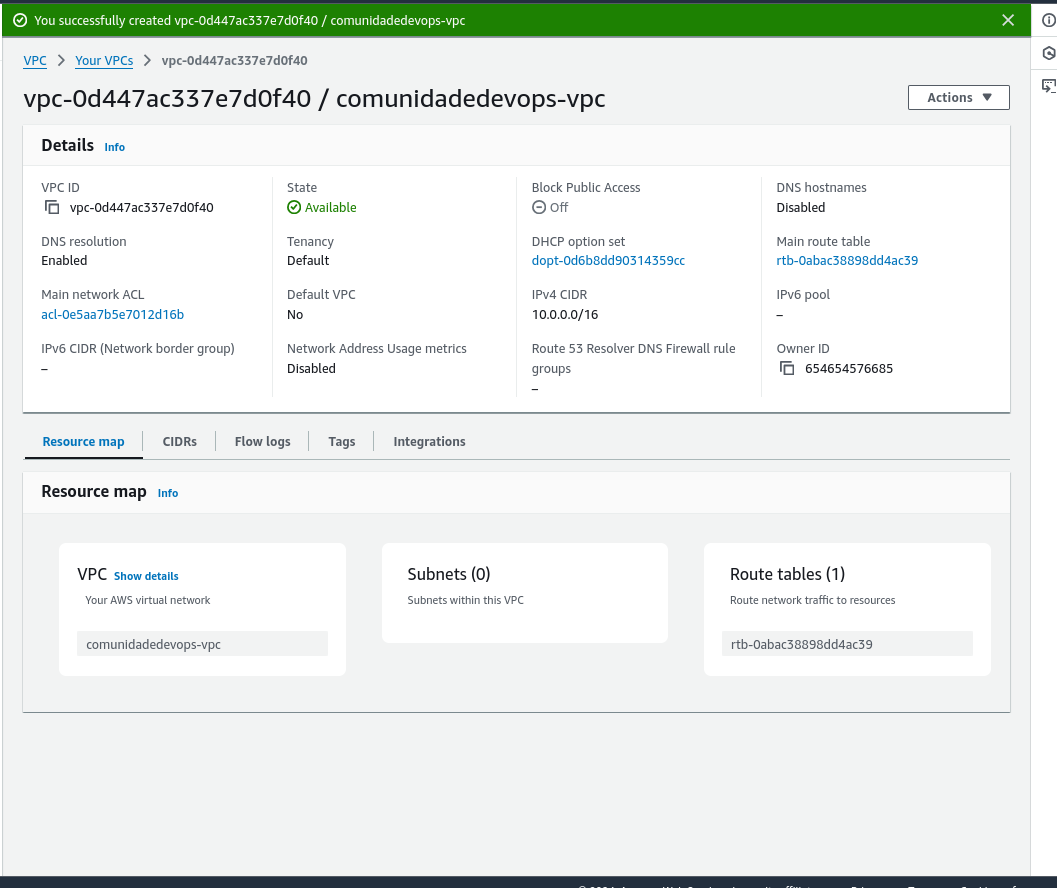 You successfully created vpc-0d447ac337e7d0f40 / comunidadedevops-vpc
VPC > Your VPCs > vpc-0d447ac337e7d0f40
vpc-0d447ac337e7d0f40 / comunidadedevops-vpc
Actions
Details Info
VPC ID
vpc-0d447ac337e7d0f40
State
Available
Block Public Access
Off
DNS hostnames
Disabled
DNS resolution
Enabled
Tenancy
Default
DHCP option set
dopt-0d6b8dd90314359cc
Main route table
rtb-0abac38898dd4ac39
Main network ACL
acl-0e5aa7b5e7012d16b
Default VPC
No
IPv4 CIDR
10.0.0.0/16
IPv6 pool
–
IPv6 CIDR (Network border group)
–
Network Address Usage metrics
Disabled
Route 53 Resolver DNS Firewall rule
groups
–
Owner ID
654654576685
Resource map
CIDRs
Flow logs
Tags
Integrations
Resource map Info
VPC Show details
Your AWS virtual network
comunidadedevops-vpc
Subnets (0)
Subnets within this VPC
Route tables (1)
Route network traffic to resources
rtb-0abac38898dd4ac39